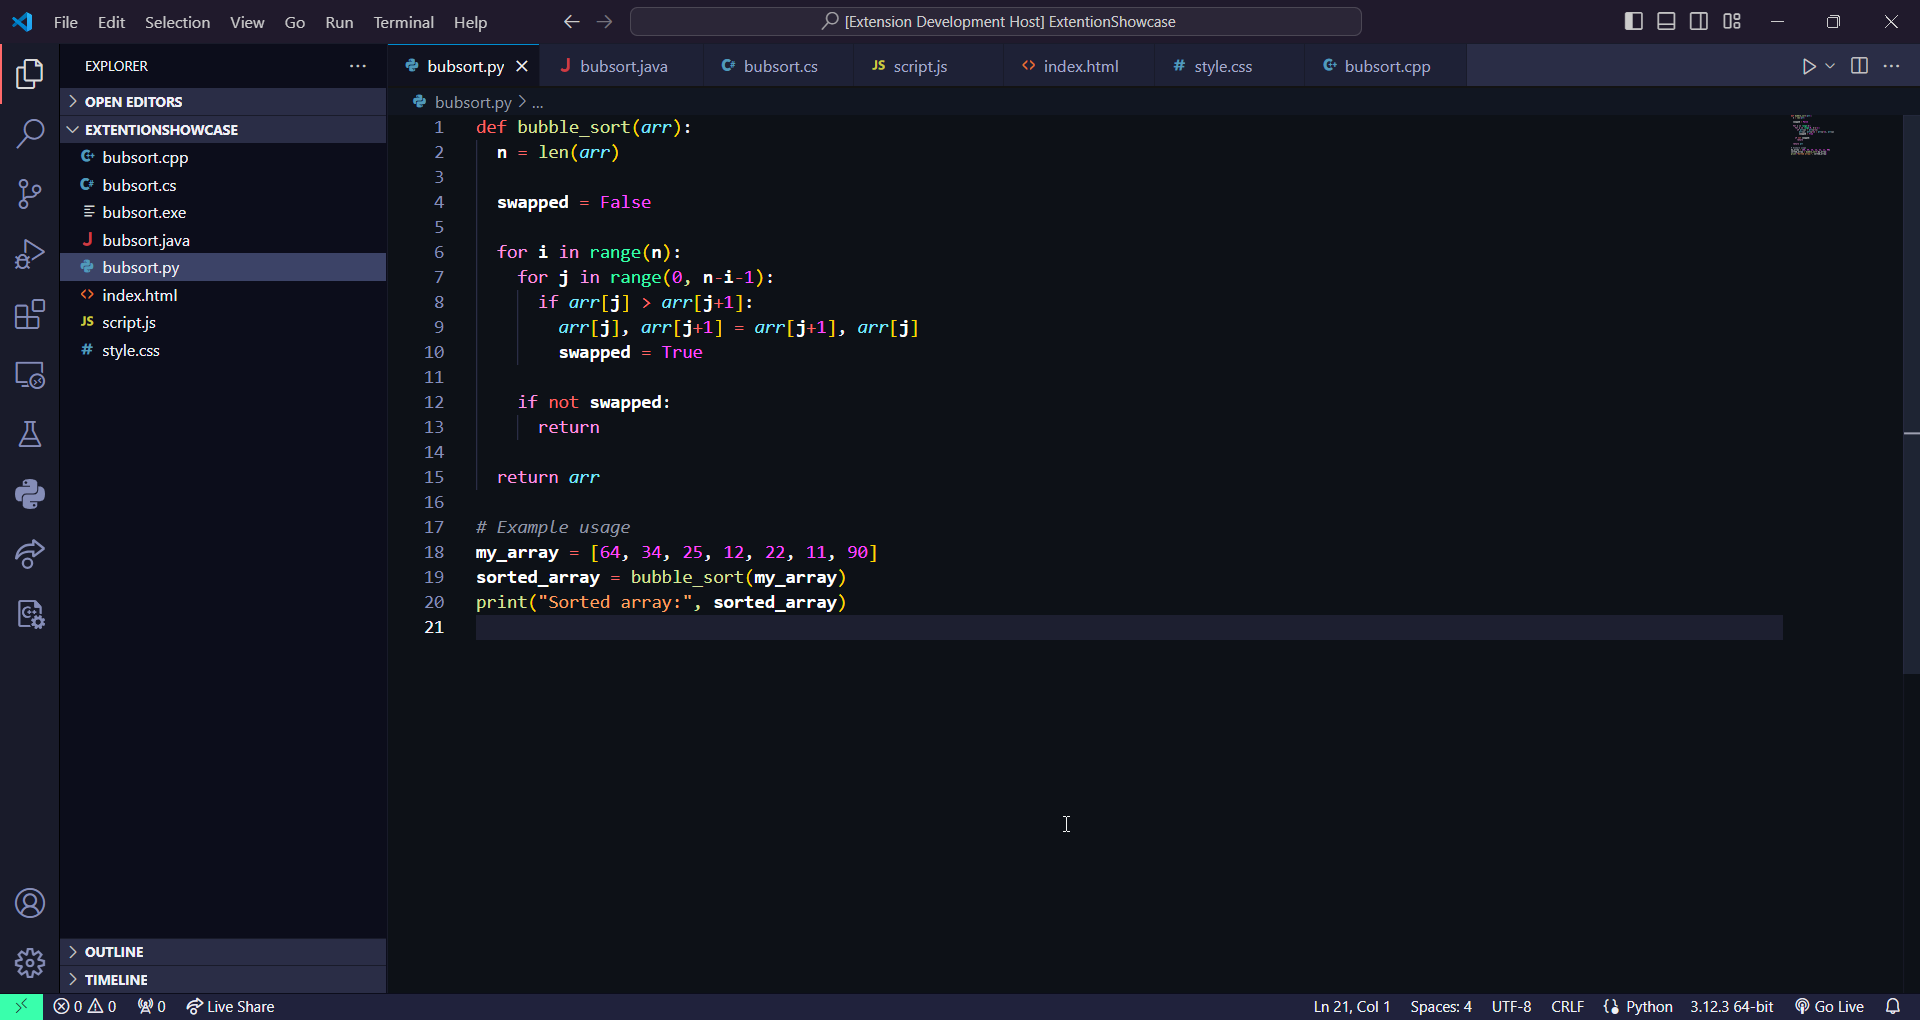 File Edit Selection View Go Run Terminal Help
[Extension Development Host] ExtentionShowcase
EXPLORER
OPEN EDITORS
EXTENTIONSHOWCASE
bubsort.cpp
bubsort.cs
bubsort.exe
bubsort.java
bubsort.py
index.html
JS script.js
# style.css
OUTLINE
TIMELINE
bubsort.py
J bubsort.java
C# bubsort.cs
JS script.js
<> index.html
# style.css
bubsort.cpp
bubsort.py > ...
1 def bubble_sort(arr):
2 n = len(arr)
3
4 swapped = False
5
6 for i in range(n):
7 for j in range(0, n-i-1):
8 if arr[j] > arr[j+1]:
9 arr[j], arr[j+1] = arr[j+1], arr[j]
10 swapped = True
11
12 if not swapped:
13 return
14
15 return arr
16
17 # Example usage
18 my_array = [64, 34, 25, 12, 22, 11, 90]
19 sorted_array = bubble_sort(my_array)
20 print("Sorted array:", sorted_array)
21
0 0 0 Live Share
Ln 21, Col 1 Spaces: 4 UTF-8 CRLF Python 3.12.3 64-bit Go Live